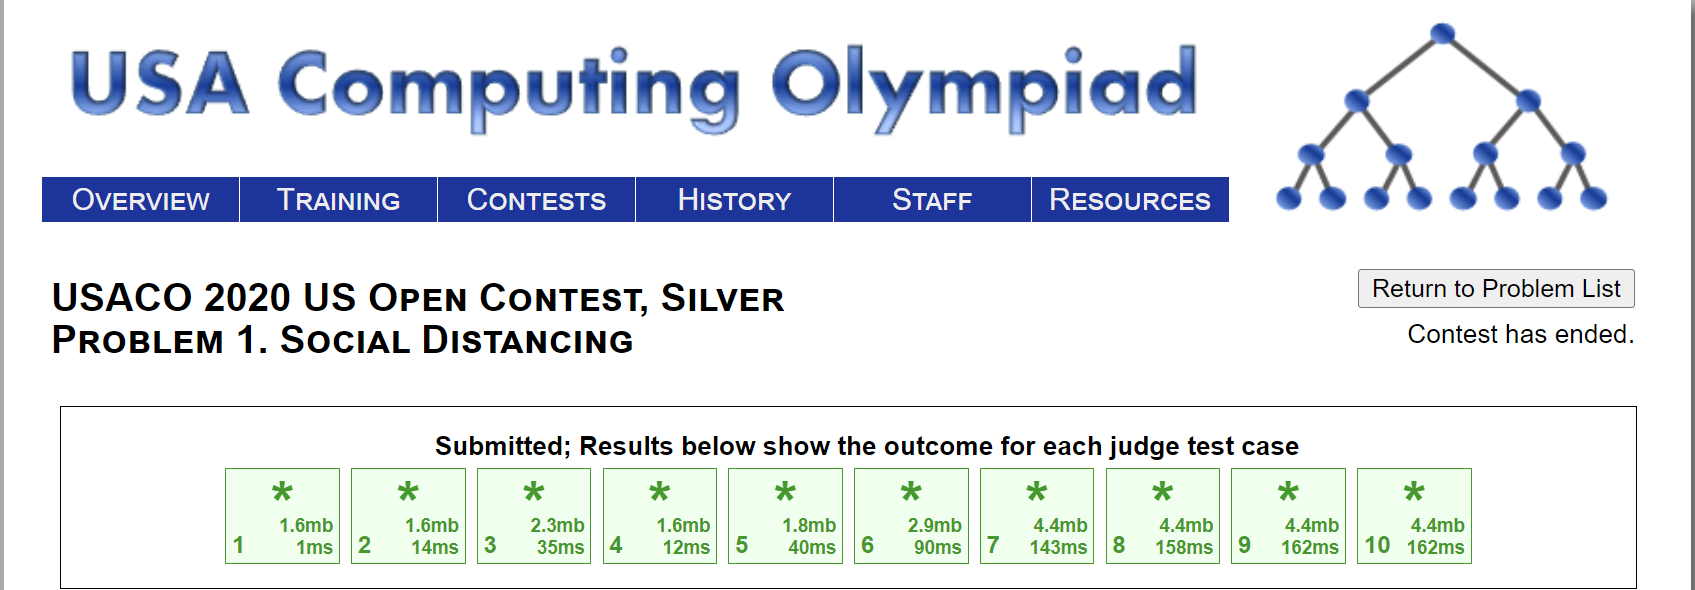 USA Computing Olympiad
OVERVIEW TRAINING CONTESTS HISTORY STAFF RESOURCES
USACO 2020 US OPEN CONTEST, SILVER
PROBLEM 1. SOCIAL DISTANCING
Return to Problem List
Contest has ended.
Submitted; Results below show the outcome for each judge test case
* * * * * * * * * *
1.6mb 1.6mb 2.3mb 1.6mb 1.8mb 2.9mb 4.4mb 4.4mb 4.4mb 4.4mb
1 1ms 2 14ms 3 35ms 4 12ms 5 40ms 6 90ms 7 143ms 8 158ms 9 162ms 10 162ms